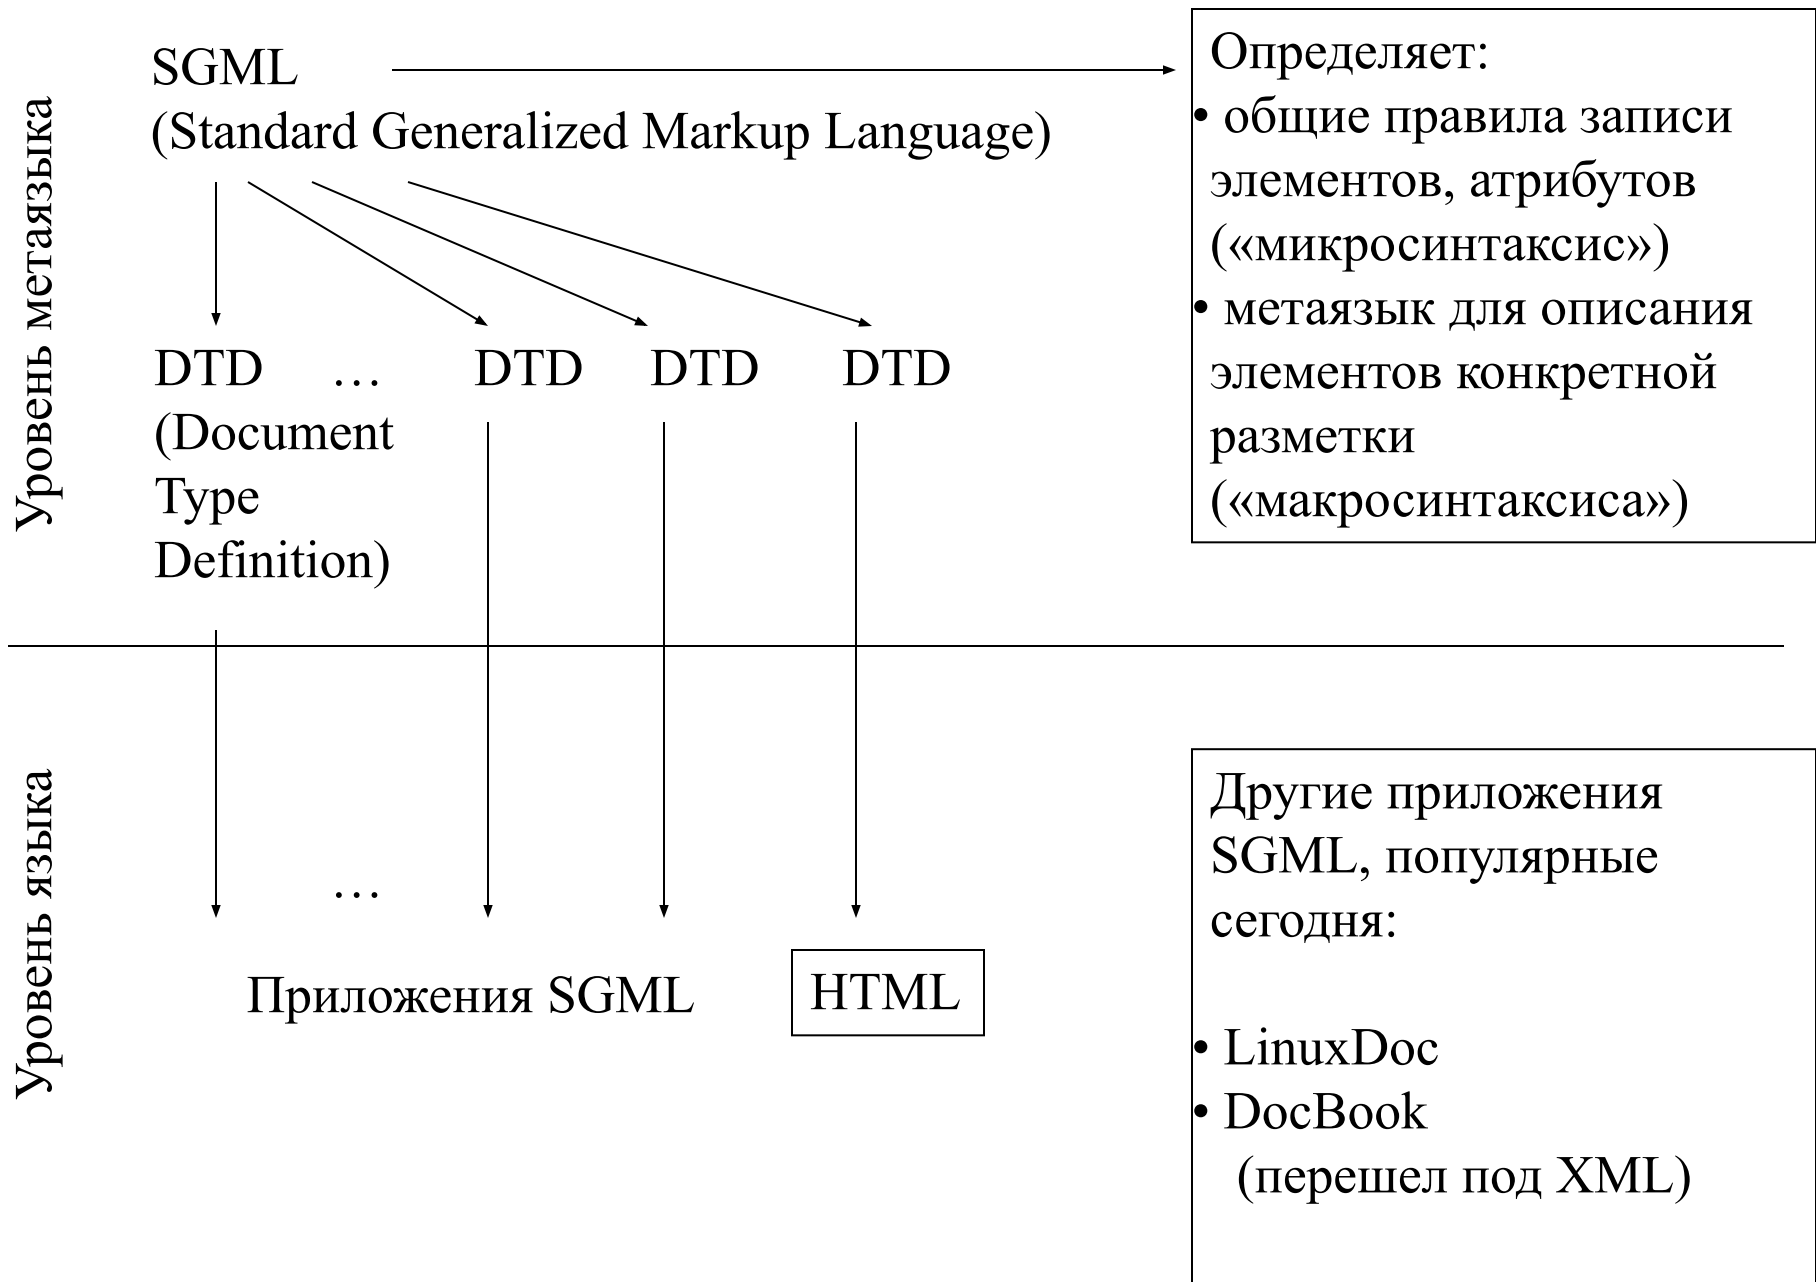 Уровень метаязыка
SGML
(Standard Generalized Markup Language)
DTD … DTD DTD DTD
(Document
Type
Definition)
Определяет:
• общие правила записи
элементов, атрибутов
(«микросинтаксис»)
• метаязык для описания
элементов конкретной
разметки
(«макросинтаксиса»)
Уровень языка
…
Приложения SGML
HTML
Другие приложения
SGML, популярные
сегодня:
• LinuxDoc
• DocBook
(перешел под XML)